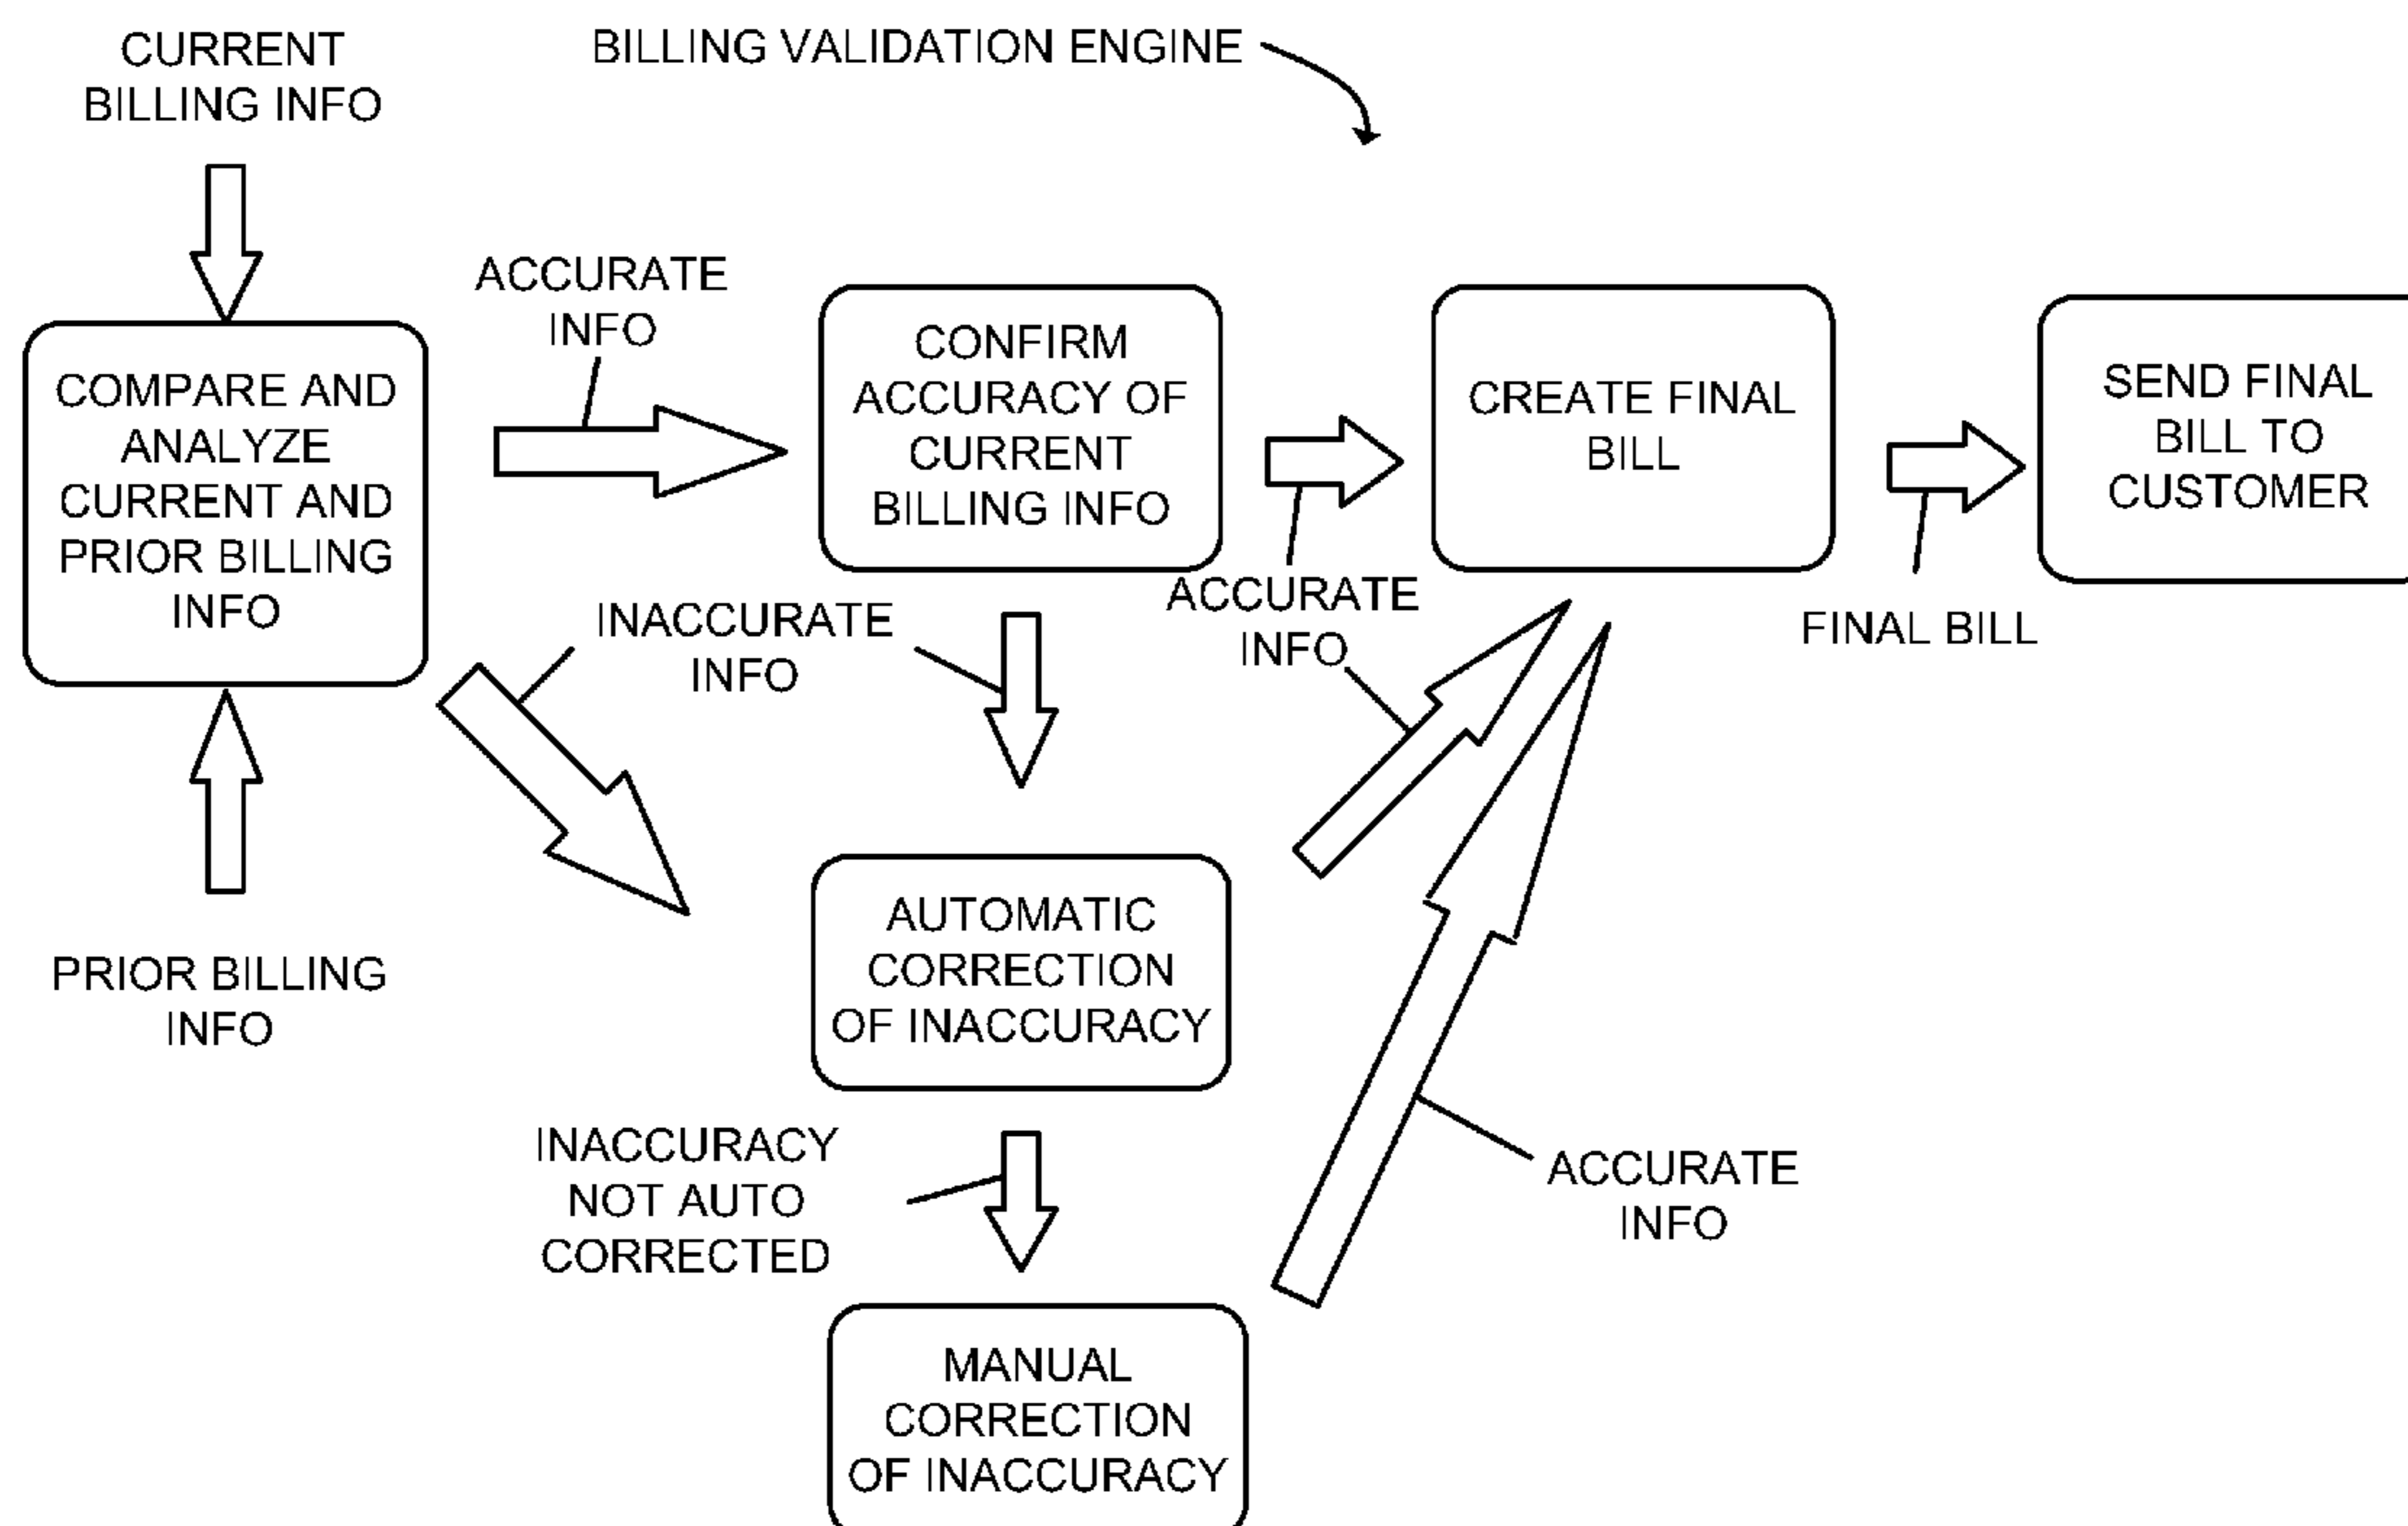 CURRENT
BILLING INFO
BILLING VALIDATION ENGINE
ACCURATE
INFO
COMPARE AND
ANALYZE
CURRENT AND
PRIOR BILLING
INFO
CONFIRM
ACCURACY OF
CURRENT
BILLING INFO
CREATE FINAL
BILL
SEND FINAL
BILL TO
CUSTOMER
INACCURATE
INFO
ACCURATE
INFO
FINAL BILL
PRIOR BILLING
INFO
AUTOMATIC
CORRECTION
OF INACCURACY
INACCURACY
NOT AUTO
CORRECTED
ACCURATE
INFO
MANUAL
CORRECTION
OF INACCURACY